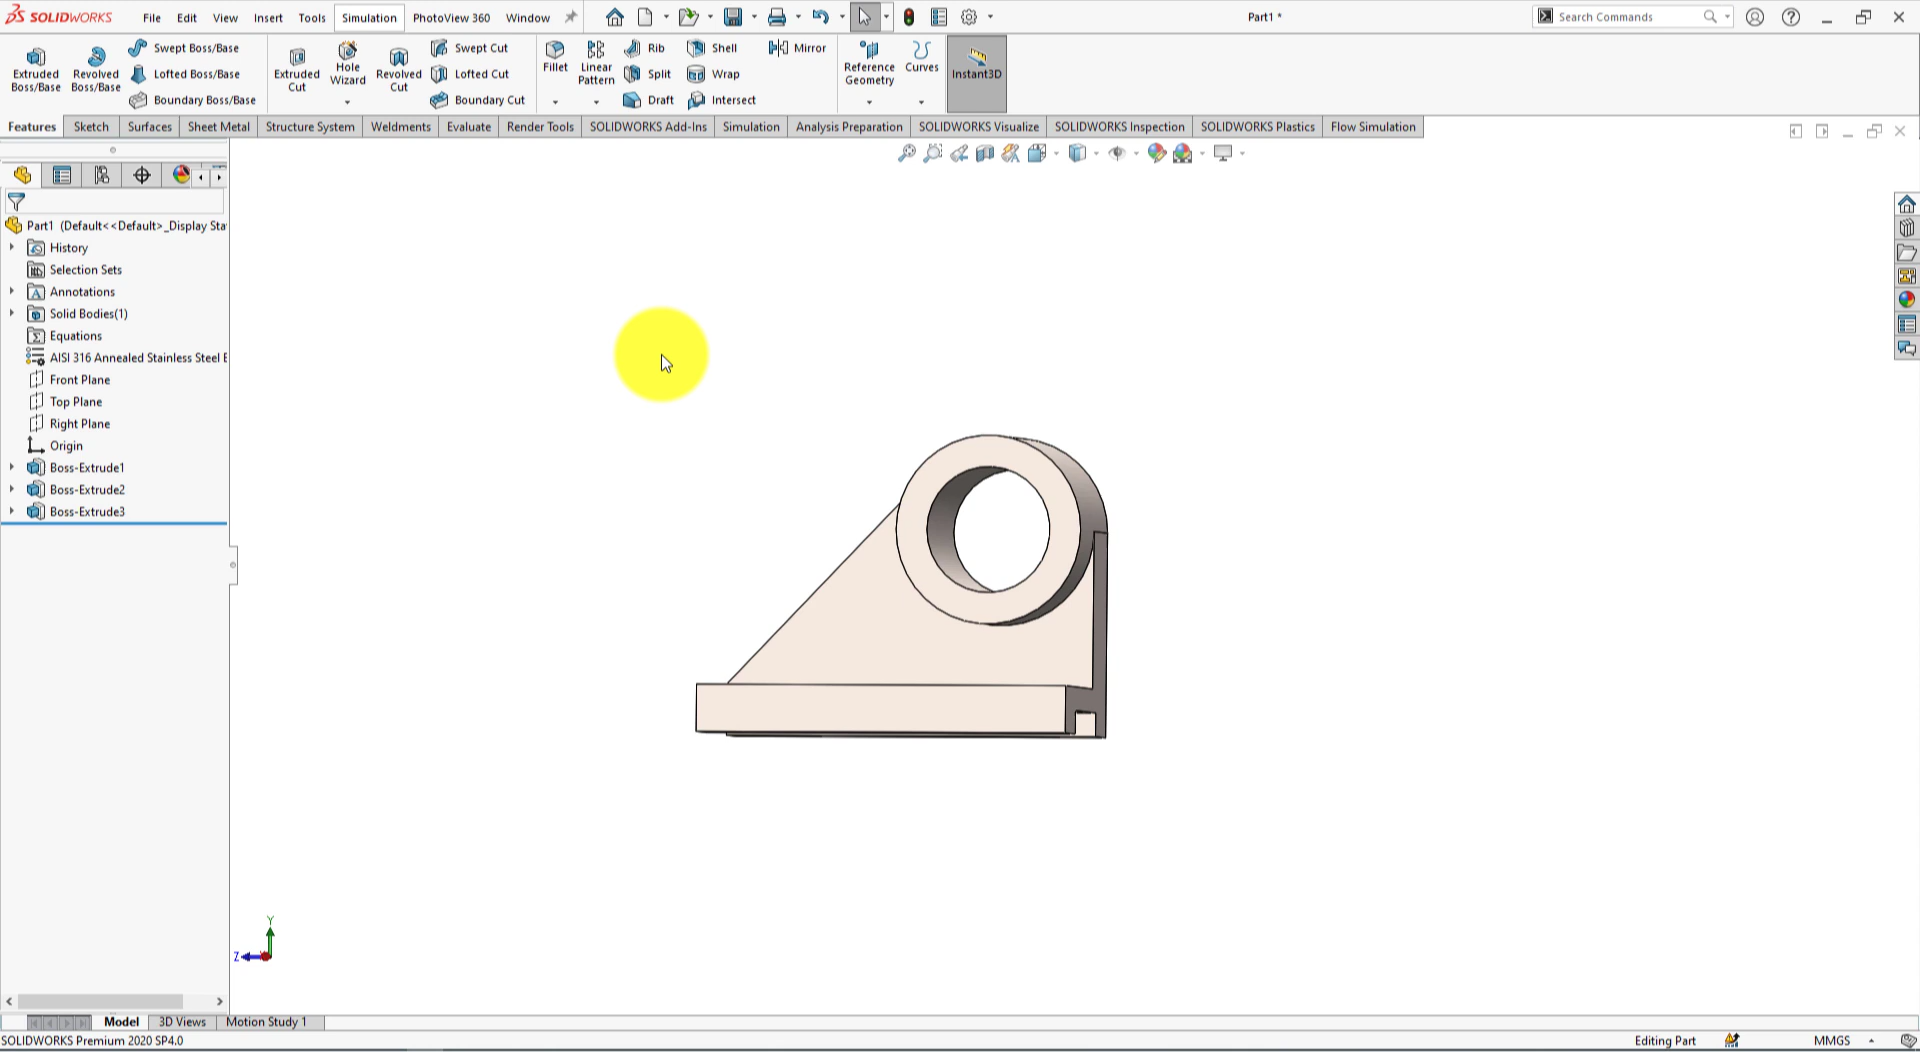 SOLIDWORKS File Edit View Insert Tools Simulation PhotoView 360 Window Part1 * Search Commands
Extruded Boss/Base
Revolved Boss/Base
Swept Boss/Base
Lofted Boss/Base
Boundary Boss/Base
Extruded Cut
Hole Wizard
Revolved Cut
Swept Cut
Lofted Cut
Boundary Cut
Fillet
Linear Pattern
Rib
Split
Draft
Shell
Wrap
Intersect
Mirror
Reference Geometry
Curves
Instant3D
Features Sketch Surfaces Sheet Metal Structure System Weldments Evaluate Render Tools SOLIDWORKS Add-Ins Simulation Analysis Preparation SOLIDWORKS Visualize SOLIDWORKS Inspection SOLIDWORKS Plastics Flow Simulation
Part1 (Default<<Default>_Display Sta
History
Selection Sets
Annotations
Solid Bodies(1)
Equations
AISI 316 Annealed Stainless Steel
Front Plane
Top Plane
Right Plane
Origin
Boss-Extrude1
Boss-Extrude2
Boss-Extrude3
Y
Z
Model 3D Views Motion Study 1
SOLIDWORKS Premium 2020 SP4.0 Editing Part MMGS